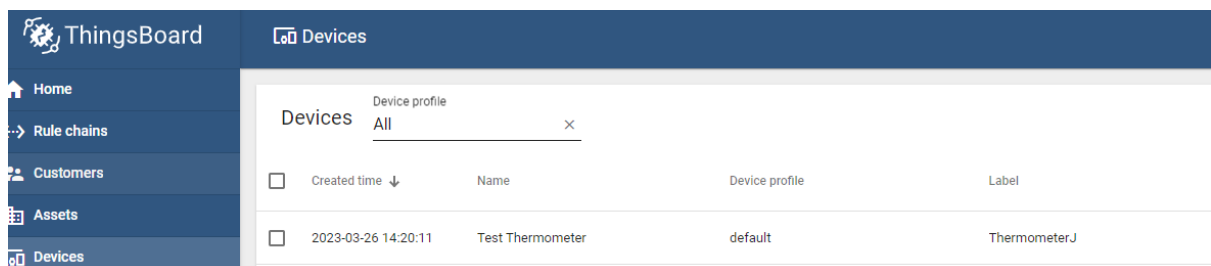 ThingsBoard
Devices
Home
Rule chains
Customers
Assets
Devices
Device profile
Devices All
Created time Name Device profile Label
2023-03-26 14:20:11 Test Thermometer default ThermometerJ